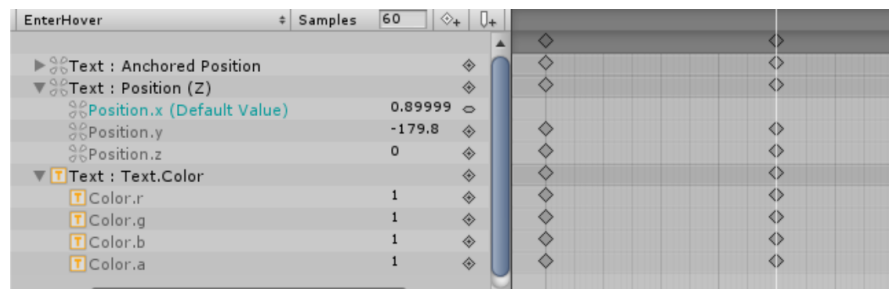 EnterHover Samples 60
Text : Anchored Position
Text : Position (Z)
Position.x (Default Value) 0.89999
Position.y -179.8
Position.z 0
T Text : Text.Color
T Color.r 1
T Color.g 1
T Color.b 1
T Color.a 1